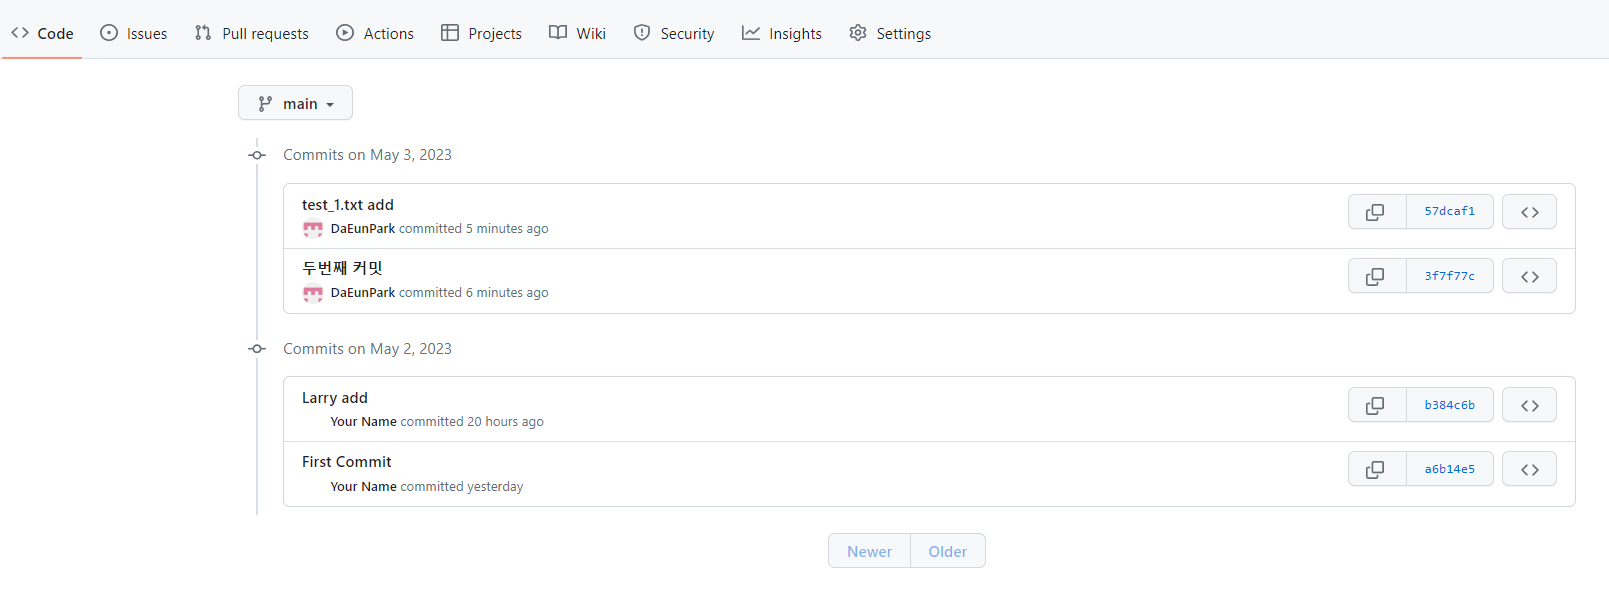 Code Issues Pull requests Actions Projects Wiki Security Insights Settings
main
Commits on May 3, 2023
test_1.txt add
57dcaf1
DaEunPark committed 5 minutes ago
두번째 커밋
3f7f77c
DaEunPark committed 6 minutes ago
Commits on May 2, 2023
Larry add
b384c6b
Your Name committed 20 hours ago
First Commit
a6b14e5
Your Name committed yesterday
Newer Older